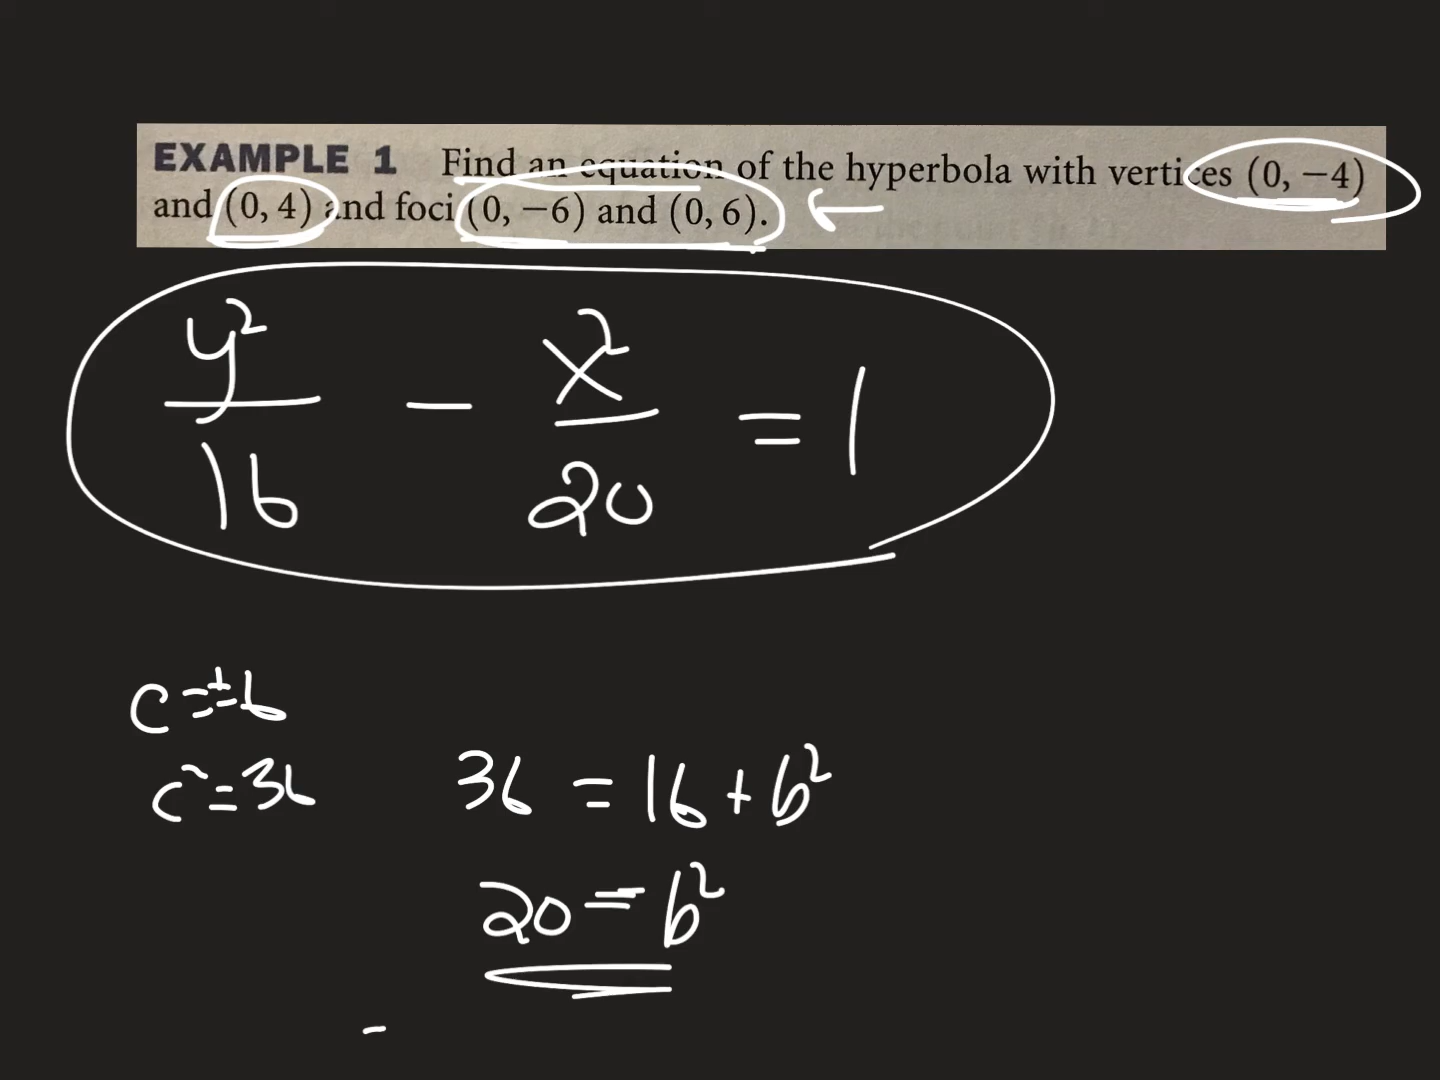 EXAMPLE 1 Find an equation of the hyperbola with vertices (0, −4)
and (0, 4) and foci (0, −6) and (0, 6).
y²/16 − x²/20 = 1
c = ±6
c² = 36
36 = 16 + b²
20 = b²